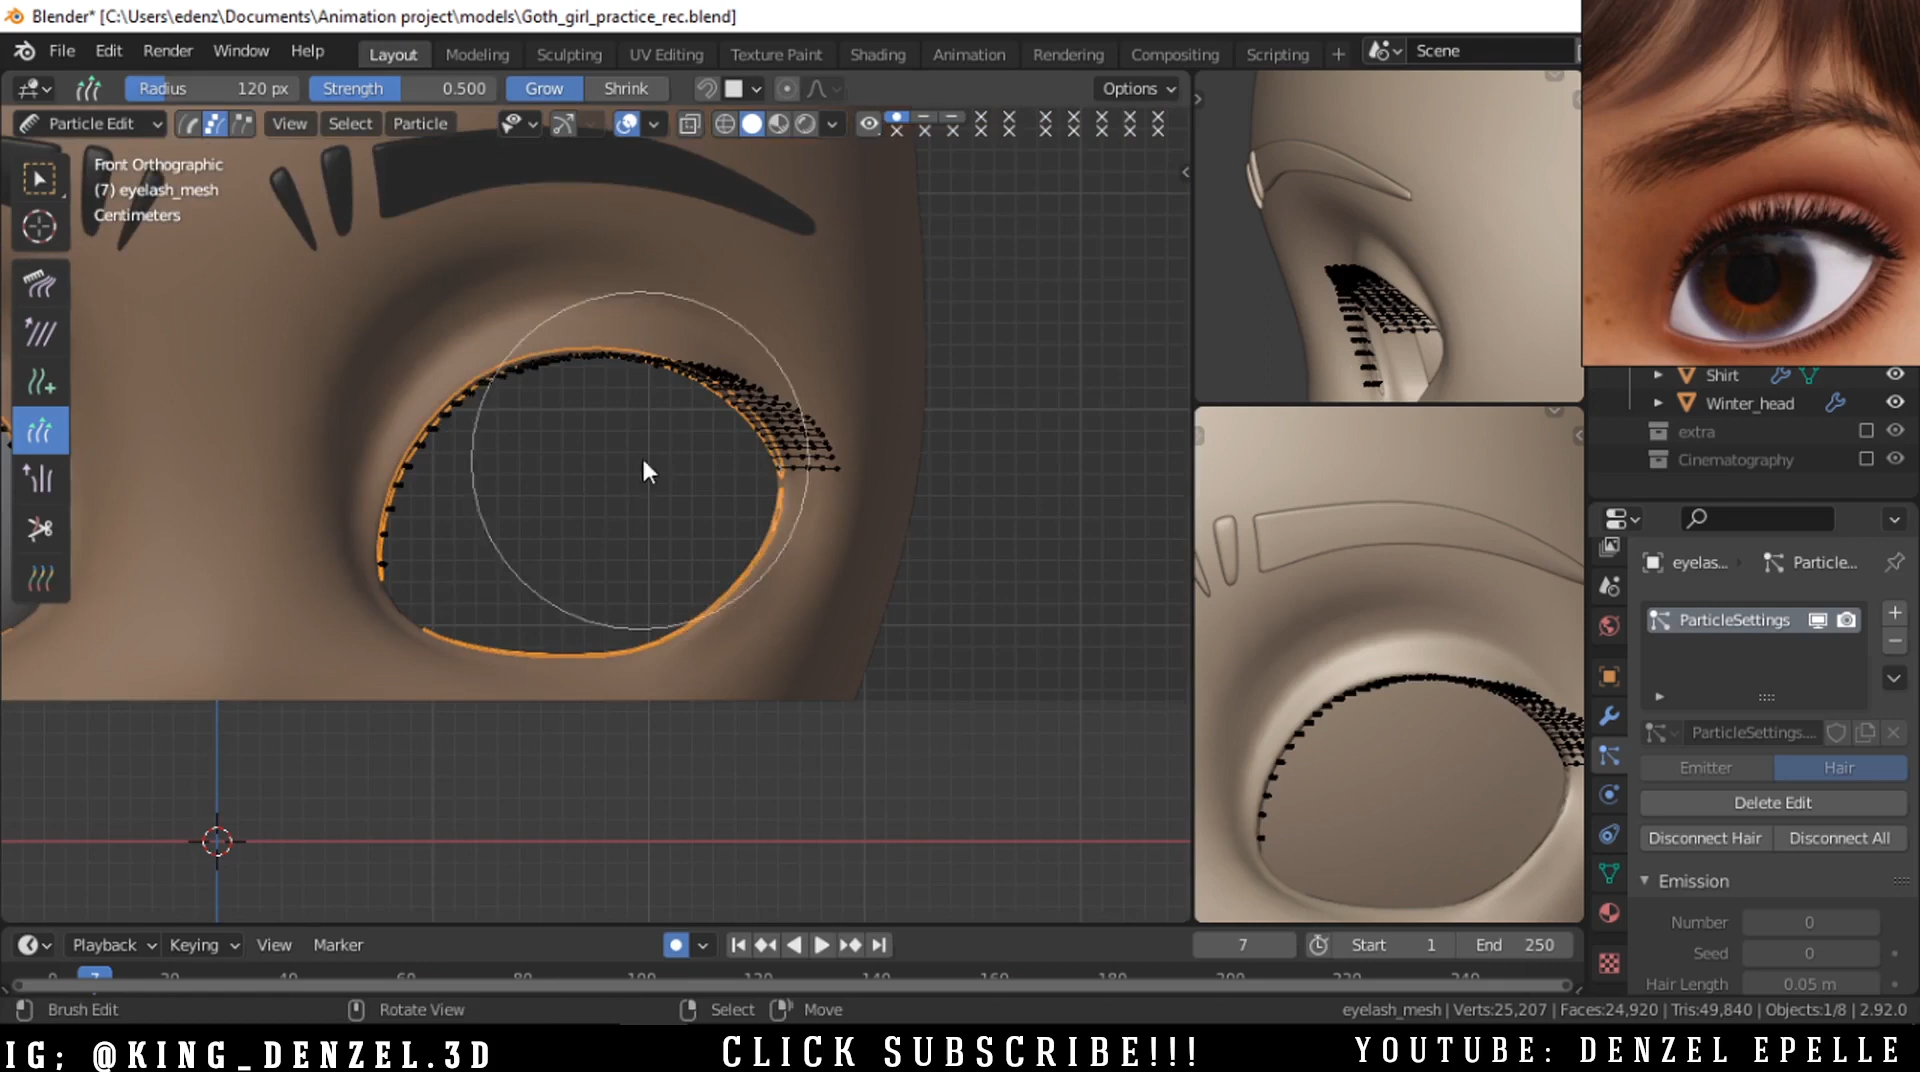 Blender* [C:\Users\edenz\Documents\Animation project\models\Goth_girl_practice_rec.blend]
File Edit Render Window Help Layout Modeling Sculpting UV Editing Texture Paint Shading Animation Rendering Compositing Scripting + Scene
Radius 120 px Strength 0.500 Grow Shrink Options
Particle Edit View Select Particle
Front Orthographic
(7) eyelash_mesh
Centimeters
Shirt
Winter_head
extra
Cinematography
eyelas... Particle...
ParticleSettings
ParticleSettings....
Emitter Hair
Delete Edit
Disconnect Hair Disconnect All
Emission
Number 0
Seed 0
Hair Length 0.05 m
Playback Keying View Marker 7 Start 1 End 250
Brush Edit Rotate View Select Move eyelash_mesh | Verts:25,207 | Faces:24,920 | Tris:49,840 | Objects:1/8 | 2.92.0
IG; @KING_DENZEL.3D CLICK SUBSCRIBE!!! YOUTUBE: DENZEL EPELLE